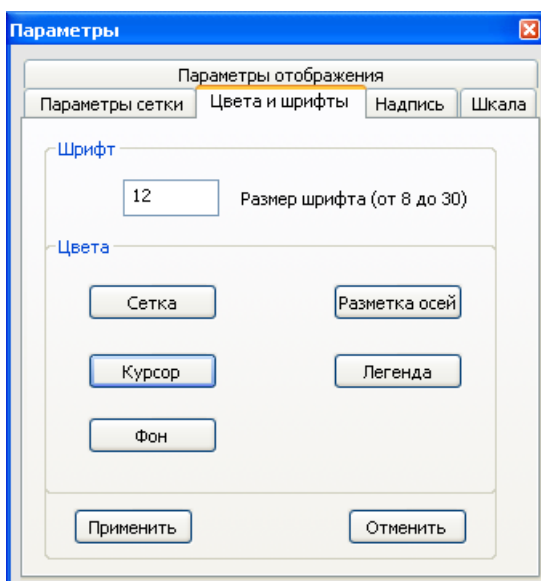 Параметры
Параметры отображения
Параметры сетки Цвета и шрифты Надпись Шкала
Шрифт
12 Размер шрифта (от 8 до 30)
Цвета
Сетка Разметка осей
Курсор Легенда
Фон
Применить Отменить